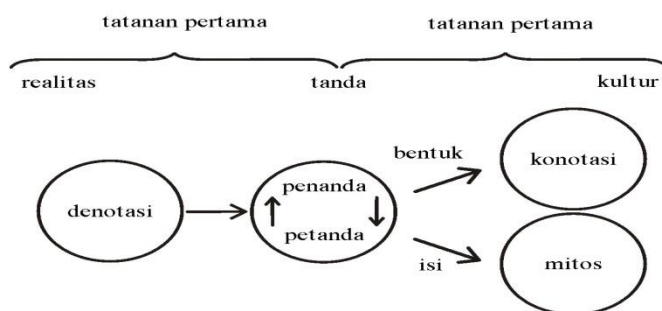 tatanan pertama tatanan pertama
realitas tanda kultur
bentuk
konotasi
denotasi
penanda
petanda
isi
mitos